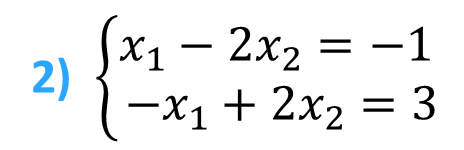 2) x₁ − 2x₂ = −1
−x₁ + 2x₂ = 3